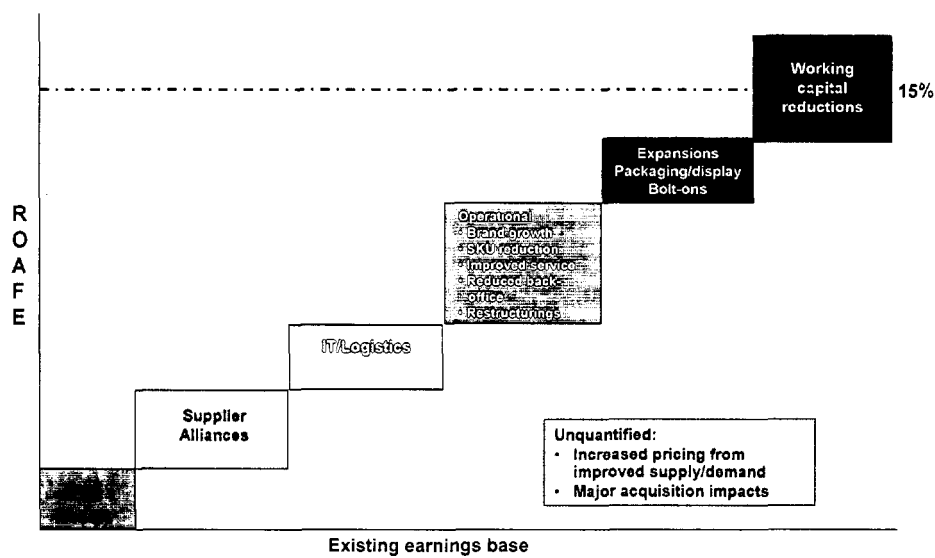 Working
capital
reductions
15%
Expansions
Packaging/display
Bolt-ons
ROAFE
Operational
• Brand growth
• SKU reduction
• Improved service
• Reduced back-
office
• Restructurings
IT/Logistics
Supplier
Alliances
Unquantified:
• Increased pricing from
improved supply/demand
• Major acquisition impacts
Existing earnings base